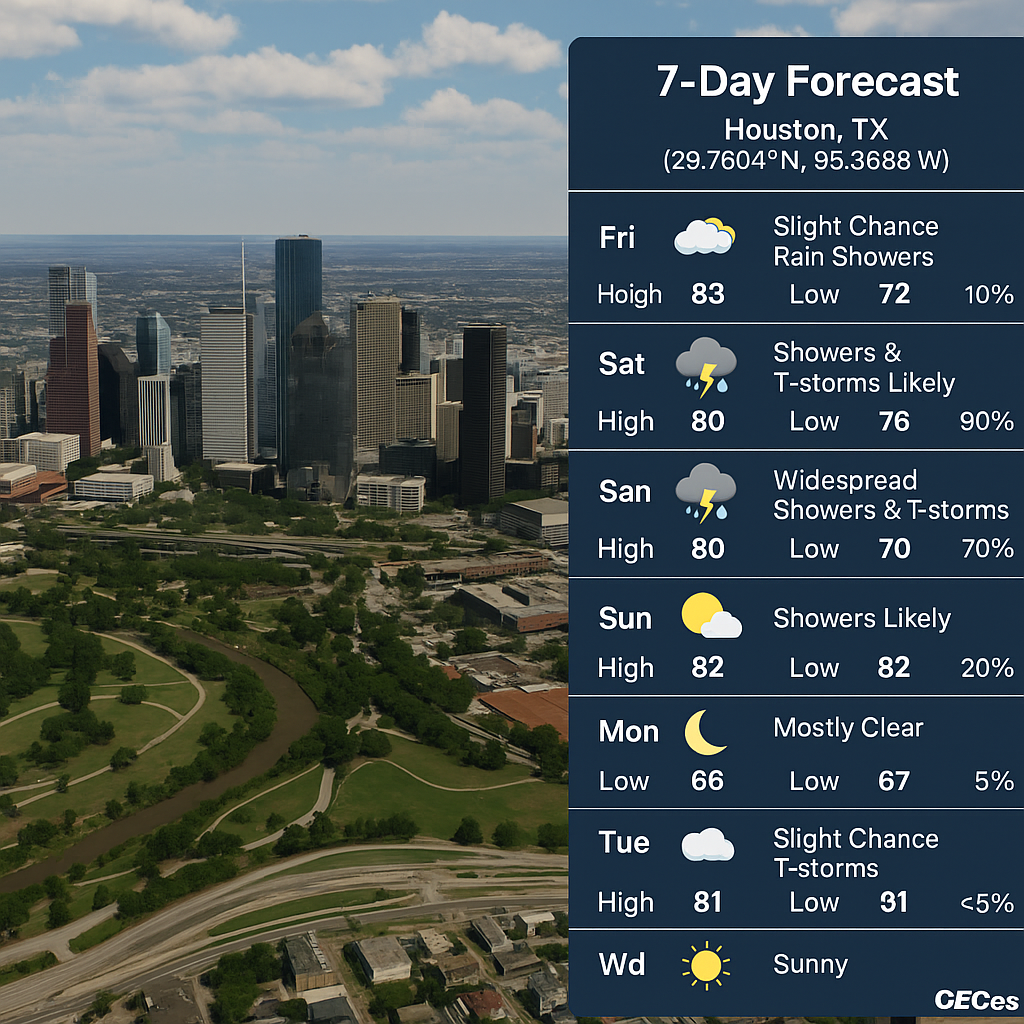 7-Day Forecast
Houston, TX
(29.7604°N, 95.3688 W)
Fri
Slight Chance
Rain Showers
Hoigh 83 Low 72 10%
Sat
Showers &
T-storms Likely
High 80 Low 76 90%
San
Widespread
Showers & T-storms
High 80 Low 70 70%
Sun Showers Likely
High 82 Low 82 20%
Mon Mostly Clear
Low 66 Low 67 5%
Tue
Slight Chance
T-storms
High 81 Low 31 <5%
Wd Sunny
CECes